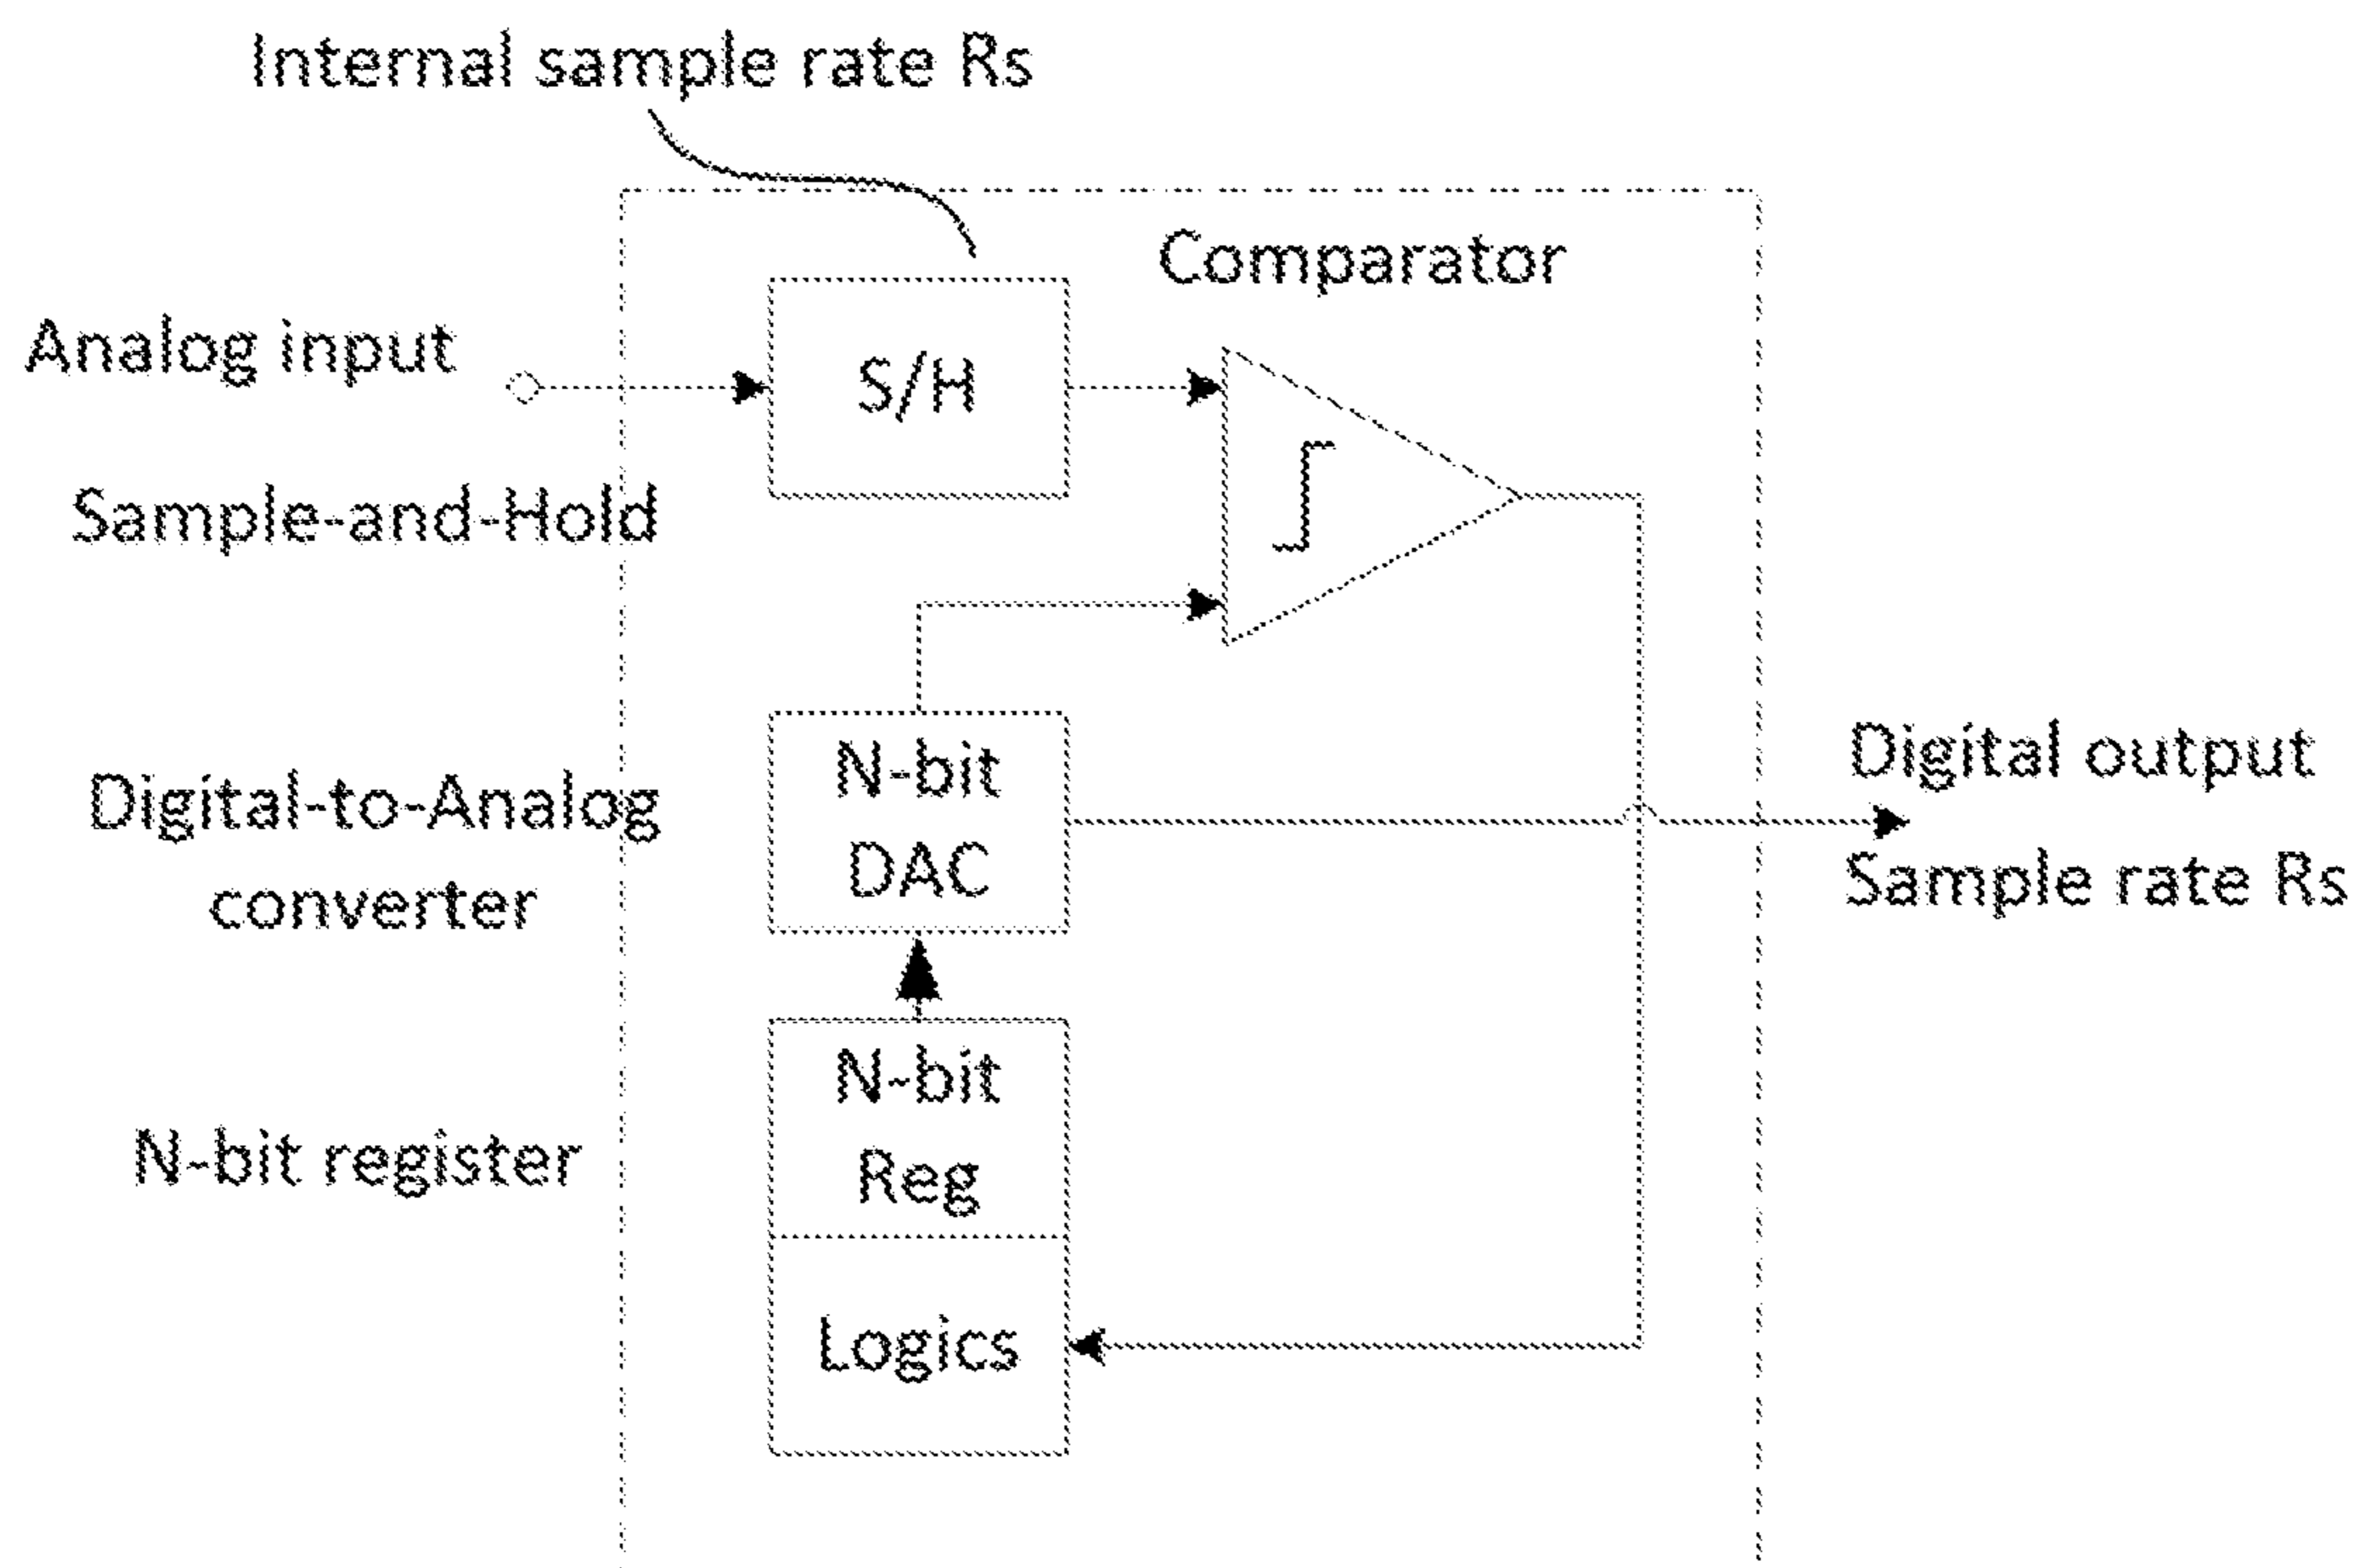 Internal sample rate Rs
Comparator
Analog input
S/H
Sample-and-Hold
N-bit
DAC
Digital-to-Analog
converter
Digital output
Sample rate Rs
N-bit
Reg
N-bit register
Logics